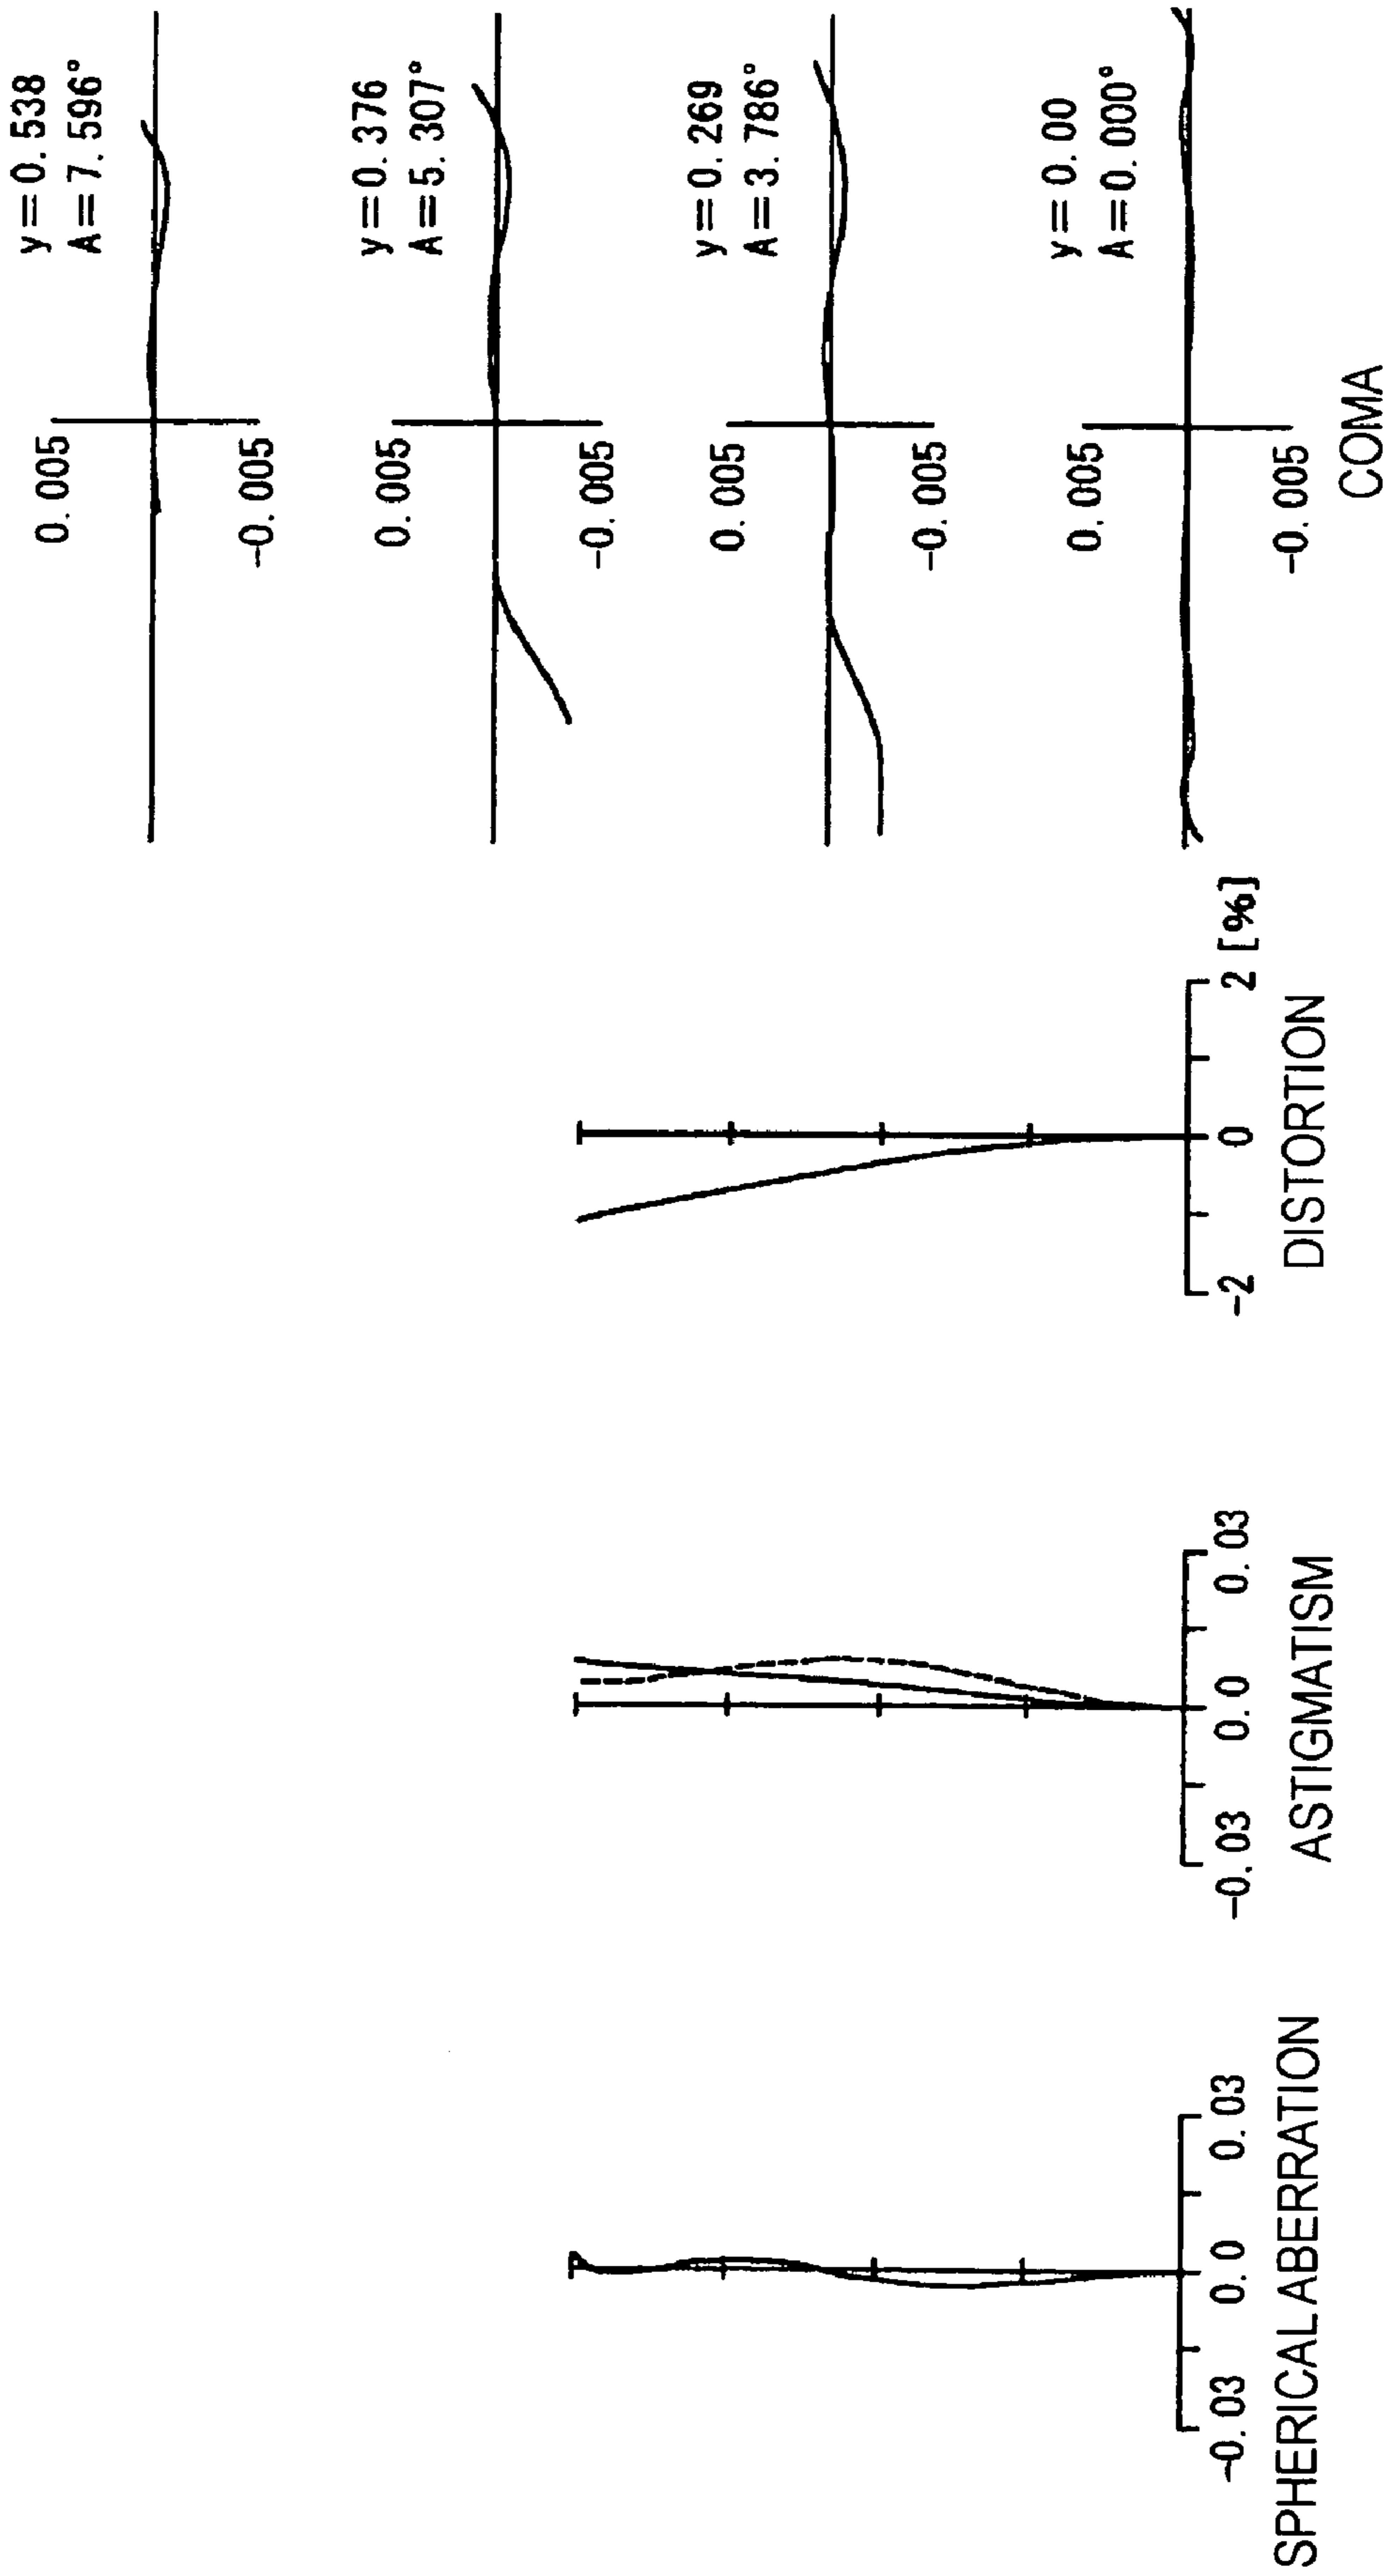 -0.03
0.0
0.03
SPHERICAL ABERRATION
-0.03
0.0
0.03
ASTIGMATISM
-2
0
2 [%]
DISTORTION
y=0.538
A=7.596°
0.005
-0.005
y=0.376
A=5.307°
0.005
-0.005
y=0.269
A=3.786°
0.005
-0.005
y=0.00
A=0.000°
0.005
-0.005
COMA